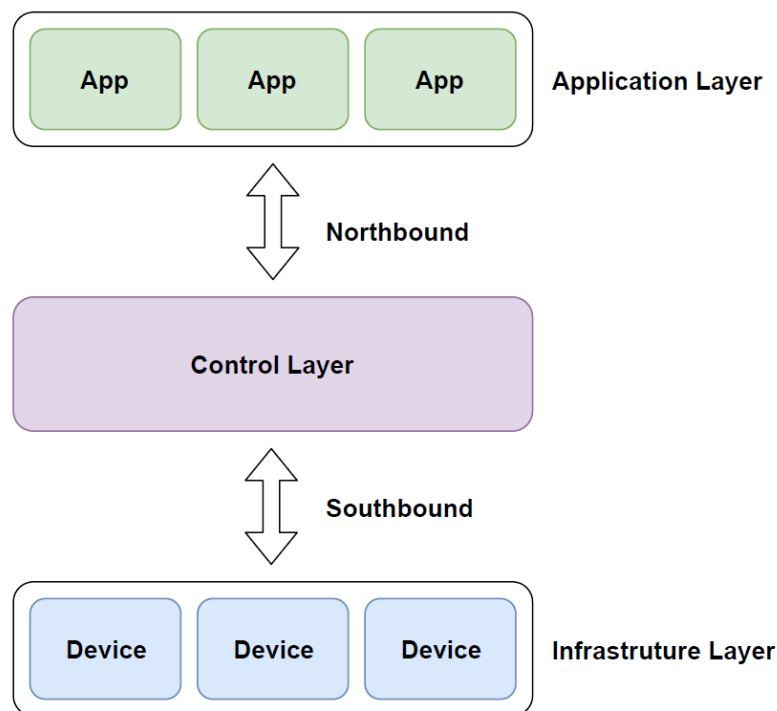 App App App Application Layer
Northbound
Control Layer
Southbound
Device Device Device Infrastruture Layer